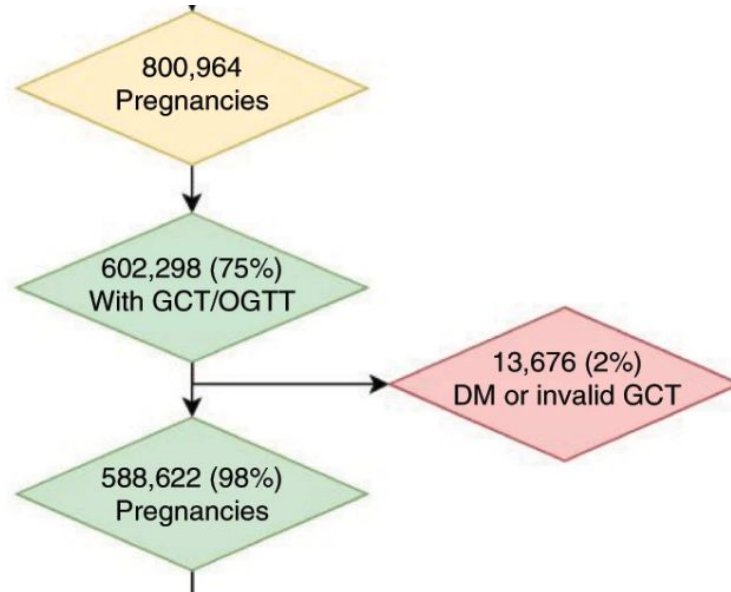 800,964
Pregnancies
602,298 (75%)
With GCT/OGTT
13,676 (2%)
DM or invalid GCT
588,622 (98%)
Pregnancies